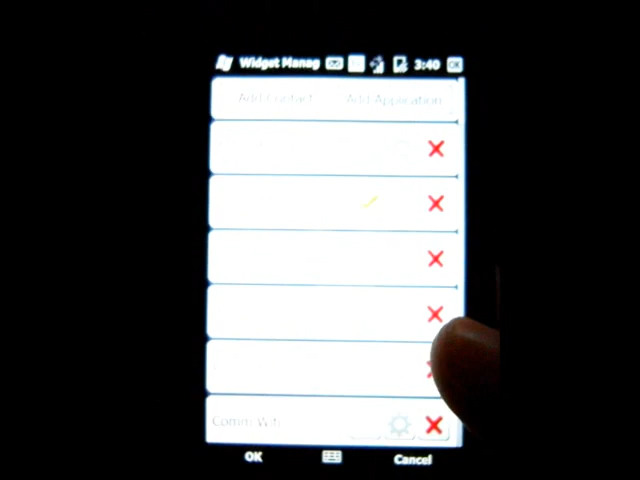 Widget Manag 3:40 OK
Add Contact Add Application
Comm Wifi
OK Cancel